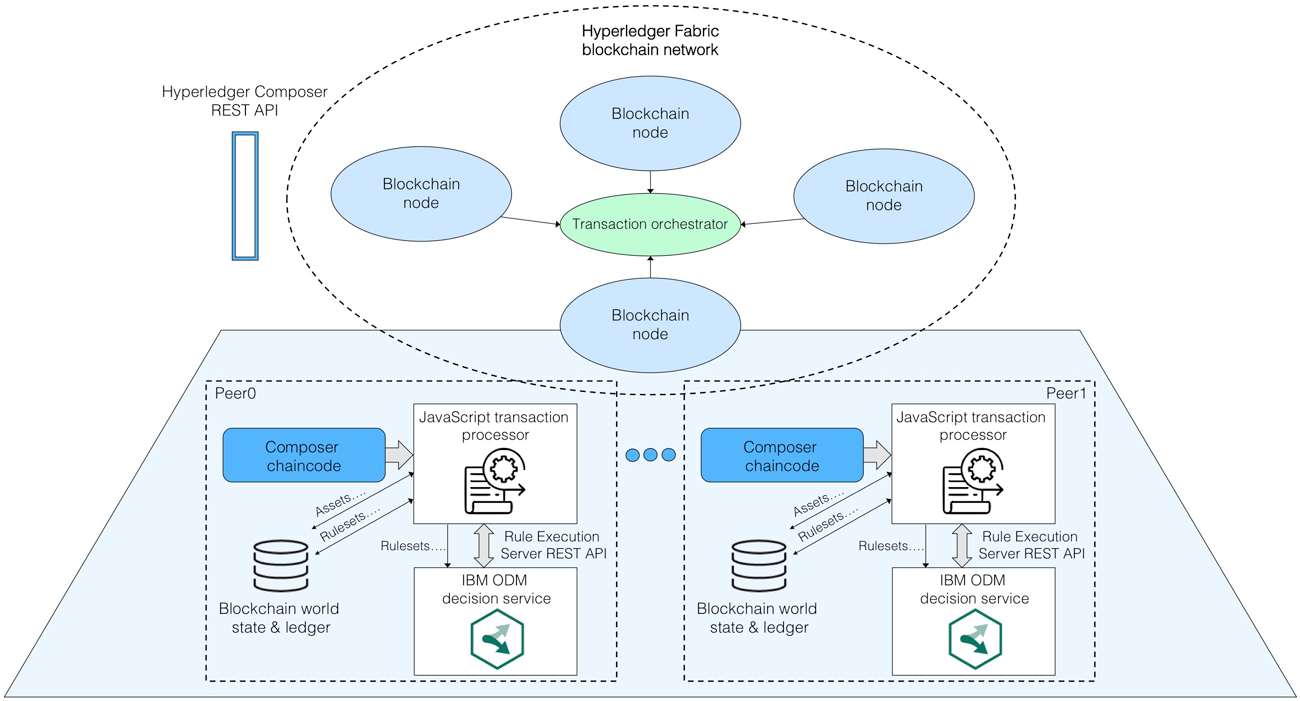 Hyperledger Fabric
blockchain network
Hyperledger Composer
REST API
Blockchain
node
Blockchain
node
Blockchain
node
Transaction orchestrator
Blockchain
node
Peer0
JavaScript transaction
processor
Composer
chaincode
Assets....
Rulesets....
Rulesets....
Rule Execution
Server REST API
IBM ODM
decision service
Blockchain world
state & ledger
Peer1
JavaScript transaction
processor
Composer
chaincode
Assets....
Rulesets....
Rulesets....
Rule Execution
Server REST API
IBM ODM
decision service
Blockchain world
state & ledger